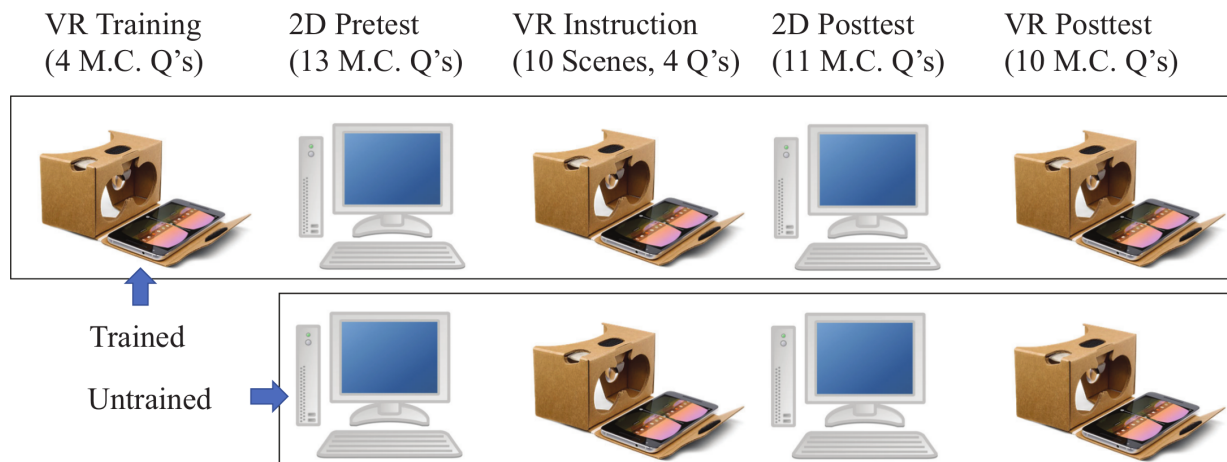 VR Training
(4 M.C. Q’s)
2D Pretest
(13 M.C. Q’s)
VR Instruction
(10 Scenes, 4 Q’s)
2D Posttest
(11 M.C. Q’s)
VR Posttest
(10 M.C. Q’s)
Trained
Untrained